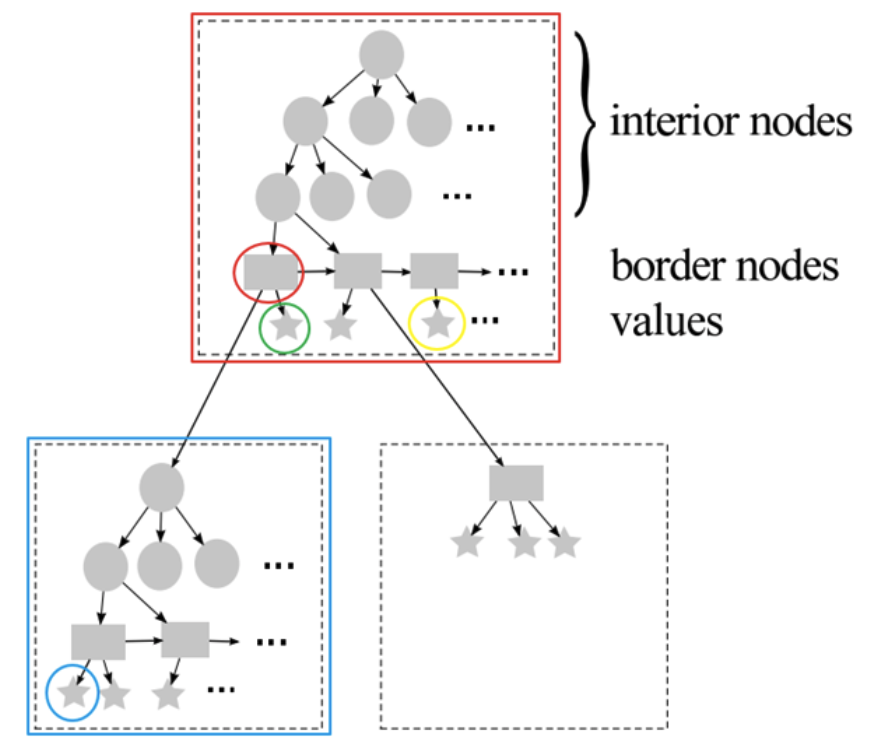 interior nodes
border nodes
values